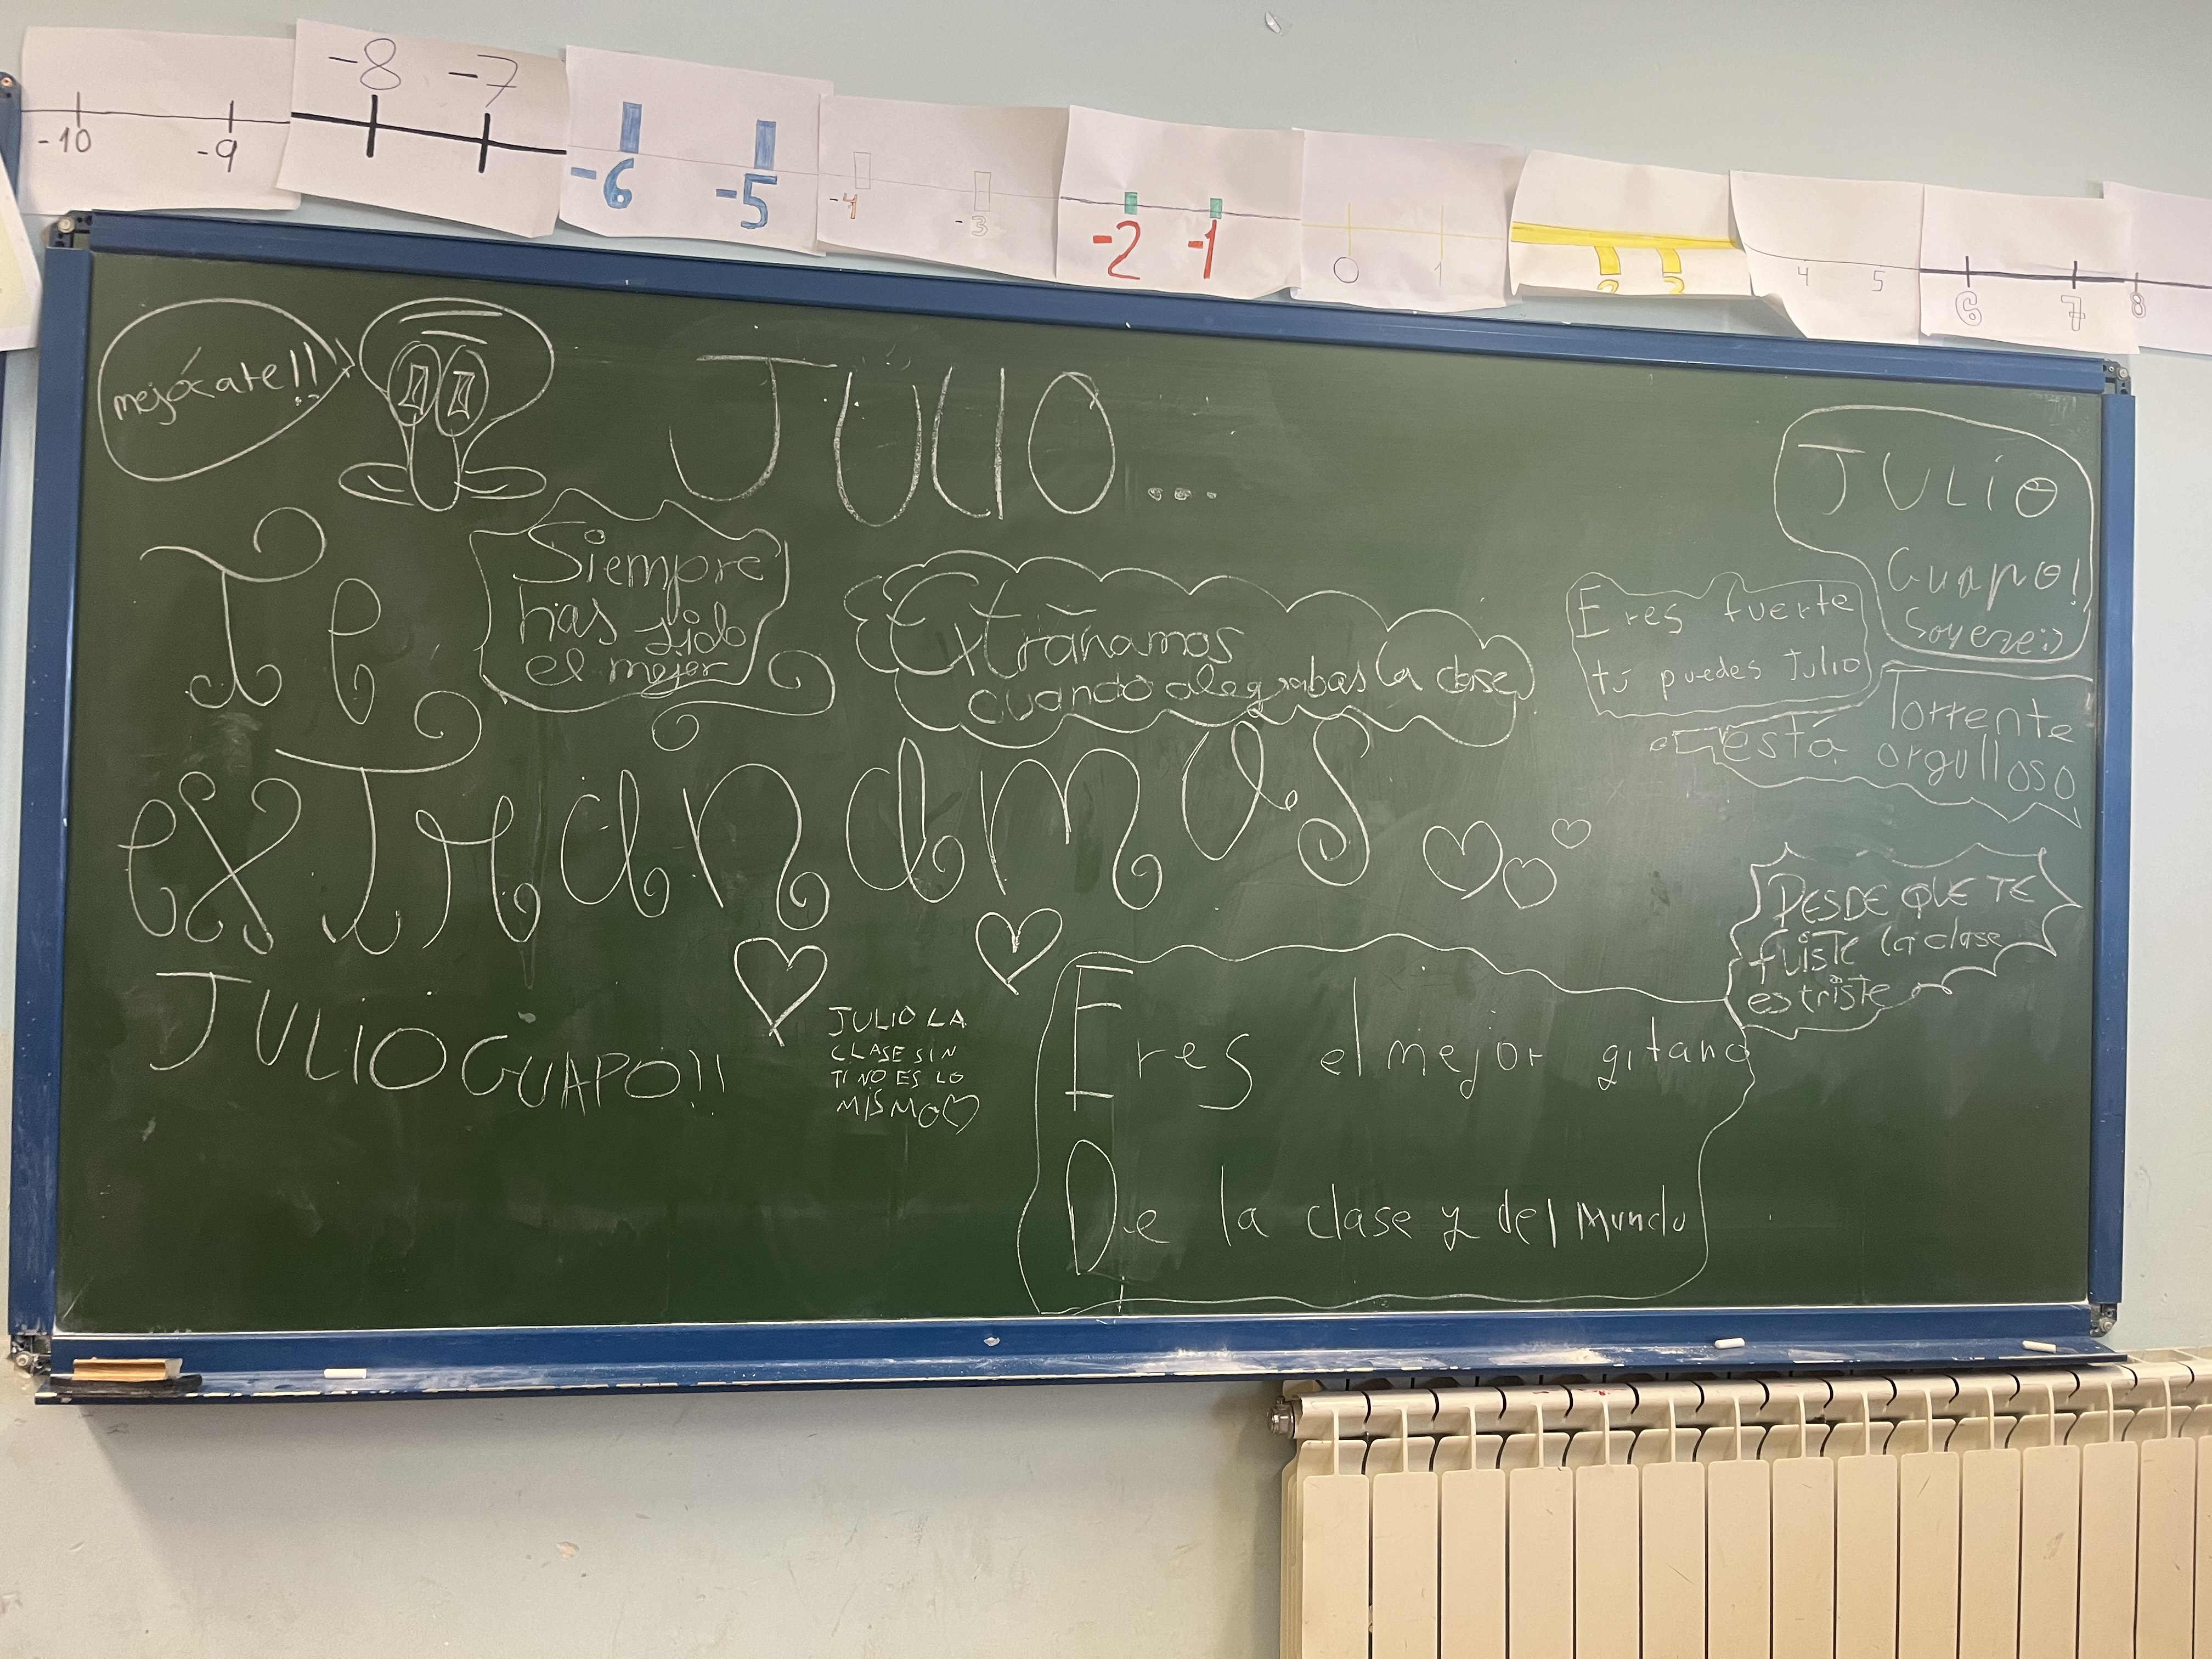 -10 -9 -8 -7 -6 -5 -4 -3 -2 -1 0 1 2 3 4 5 6 7 8
mejórate!!
JULIO...
Te
extranamos
Siempre
has sido
el mejor
Extrañamos
cuando alegrabas la clase
Eres fuerte
tú puedes Julio
JULIO
Guapo!
Torrente
está orgulloso
DESDE QUE TE
fuiste la clase
es triste
JULIO GUAPO!!
JULIO LA
CLASE SIN
TI NO ES LO
MISMO
Eres el mejor gitano
De la clase y del Mundo